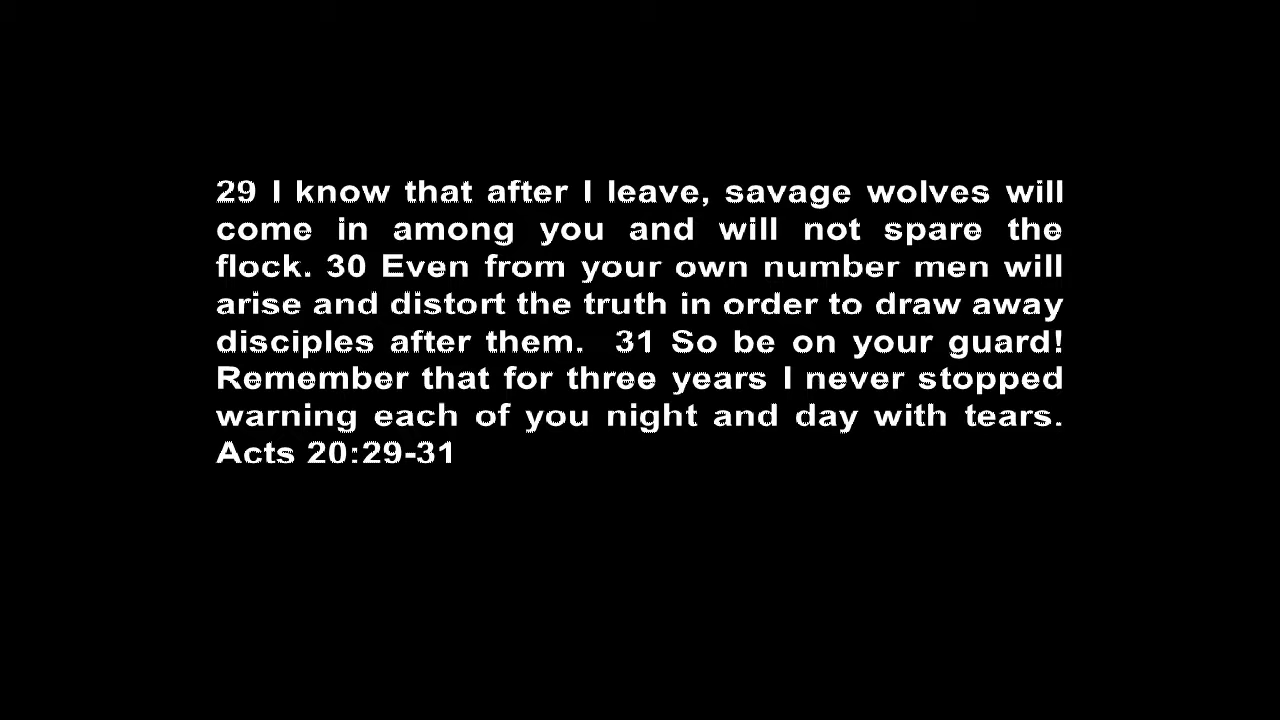 29 I know that after I leave, savage wolves will
come in among you and will not spare the
flock. 30 Even from your own number men will
arise and distort the truth in order to draw away
disciples after them.  31 So be on your guard!
Remember that for three years I never stopped
warning each of you night and day with tears.
Acts 20:29-31